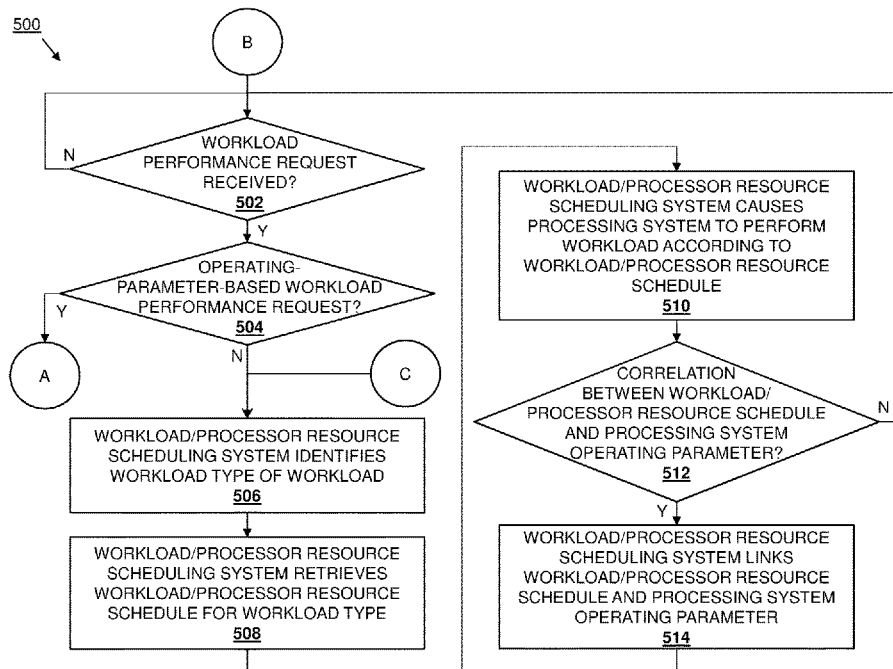 500
B
WORKLOAD
PERFORMANCE REQUEST
RECEIVED?
502
N
Y
OPERATING-
PARAMETER-BASED WORKLOAD
PERFORMANCE REQUEST?
504
Y
N
A
C
WORKLOAD/PROCESSOR RESOURCE
SCHEDULING SYSTEM IDENTIFIES
WORKLOAD TYPE OF WORKLOAD
506
WORKLOAD/PROCESSOR RESOURCE
SCHEDULING SYSTEM RETRIEVES
WORKLOAD/PROCESSOR RESOURCE
SCHEDULE FOR WORKLOAD TYPE
508
WORKLOAD/PROCESSOR RESOURCE
SCHEDULING SYSTEM CAUSES
PROCESSING SYSTEM TO PERFORM
WORKLOAD ACCORDING TO
WORKLOAD/PROCESSOR RESOURCE
SCHEDULE
510
CORRELATION
BETWEEN WORKLOAD/
PROCESSOR RESOURCE SCHEDULE
AND PROCESSING SYSTEM
OPERATING PARAMETER?
512
N
Y
WORKLOAD/PROCESSOR RESOURCE
SCHEDULING SYSTEM LINKS
WORKLOAD/PROCESSOR RESOURCE
SCHEDULE AND PROCESSING SYSTEM
OPERATING PARAMETER
514